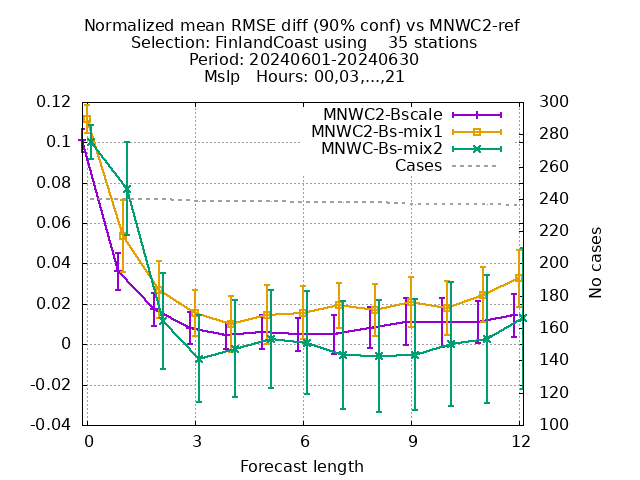 Normalized mean RMSE diff (90% conf) vs MNWC2-ref
Selection: FinlandCoast using 35 stations
Period: 20240601-20240630
Mslp Hours: 00,03,...,21
MNWC2-Bscale
MNWC2-Bs-mix1
MNWC-Bs-mix2
Cases
0.12
0.1
0.08
0.06
0.04
0.02
0
-0.02
-0.04
300
280
260
240
220
200
180
160
140
120
100
No cases
0 3 6 9 12
Forecast length